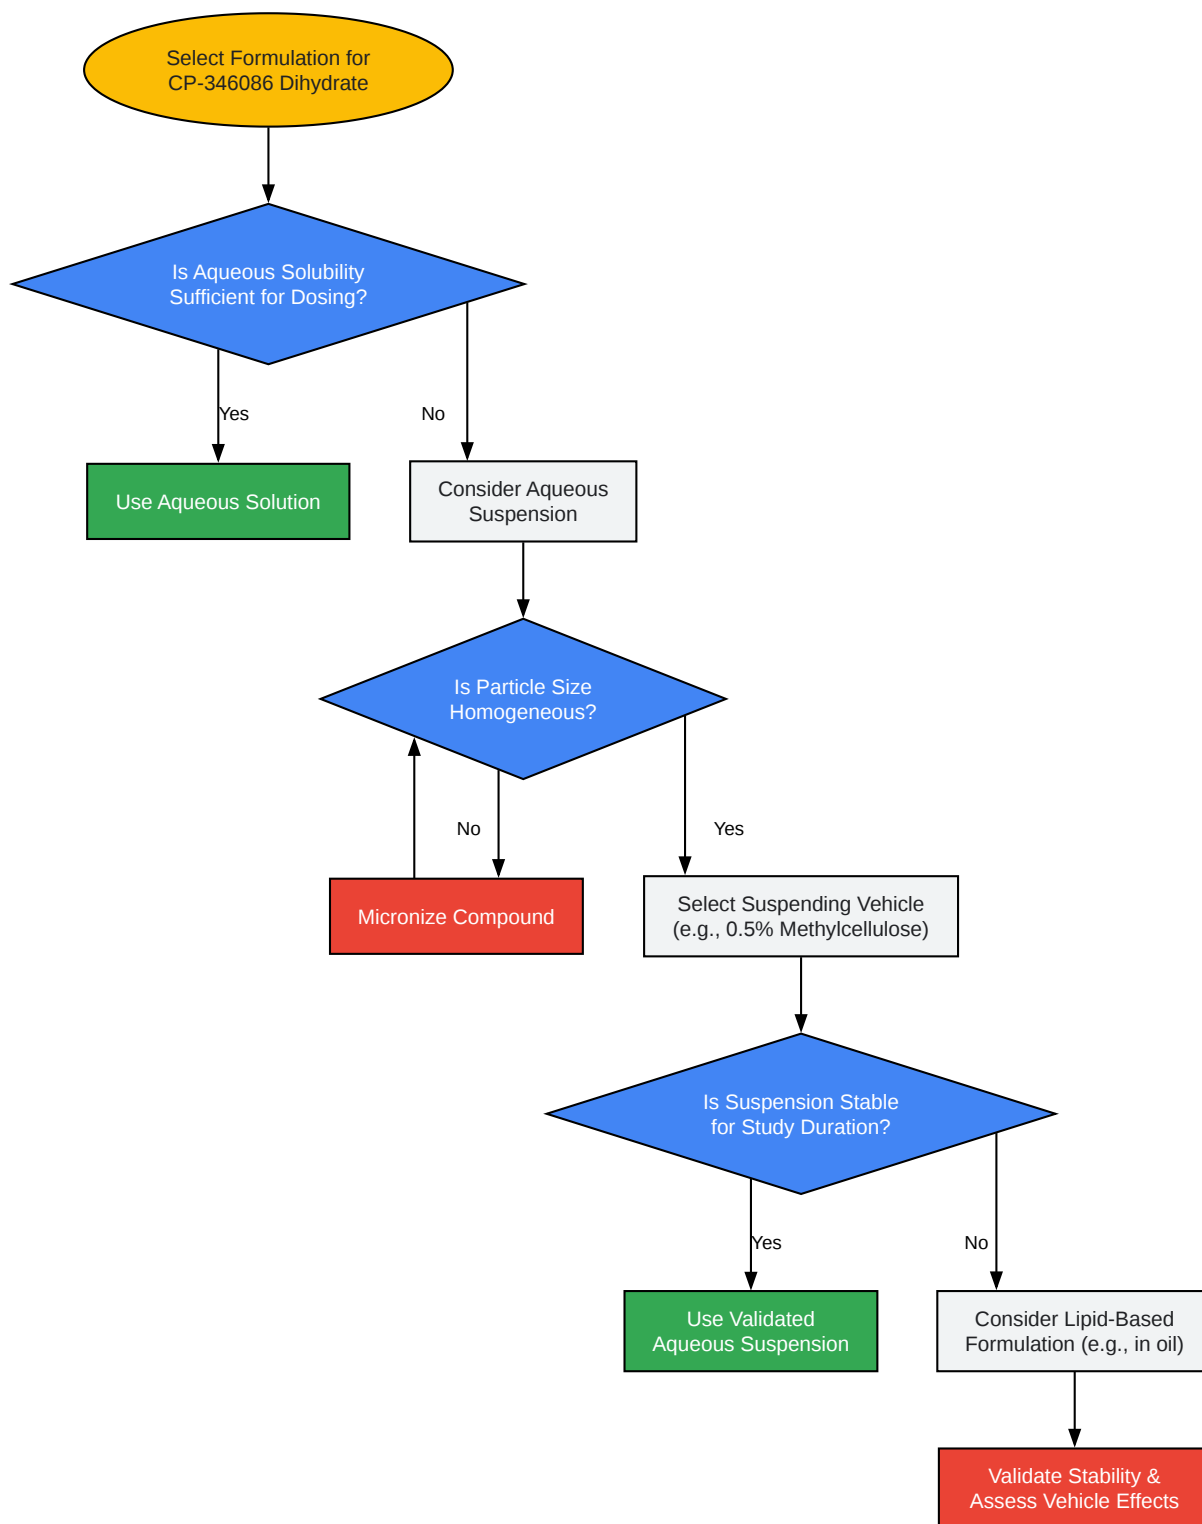 Select Formulation for
CP-346086 Dihydrate
Is Aqueous Solubility
Sufficient for Dosing?
Yes
No
Use Aqueous Solution
Consider Aqueous
Suspension
Is Particle Size
Homogeneous?
No
Yes
Micronize Compound
Select Suspending Vehicle
(e.g., 0.5% Methylcellulose)
Is Suspension Stable
for Study Duration?
Yes
No
Use Validated
Aqueous Suspension
Consider Lipid-Based
Formulation (e.g., in oil)
Validate Stability &
Assess Vehicle Effects